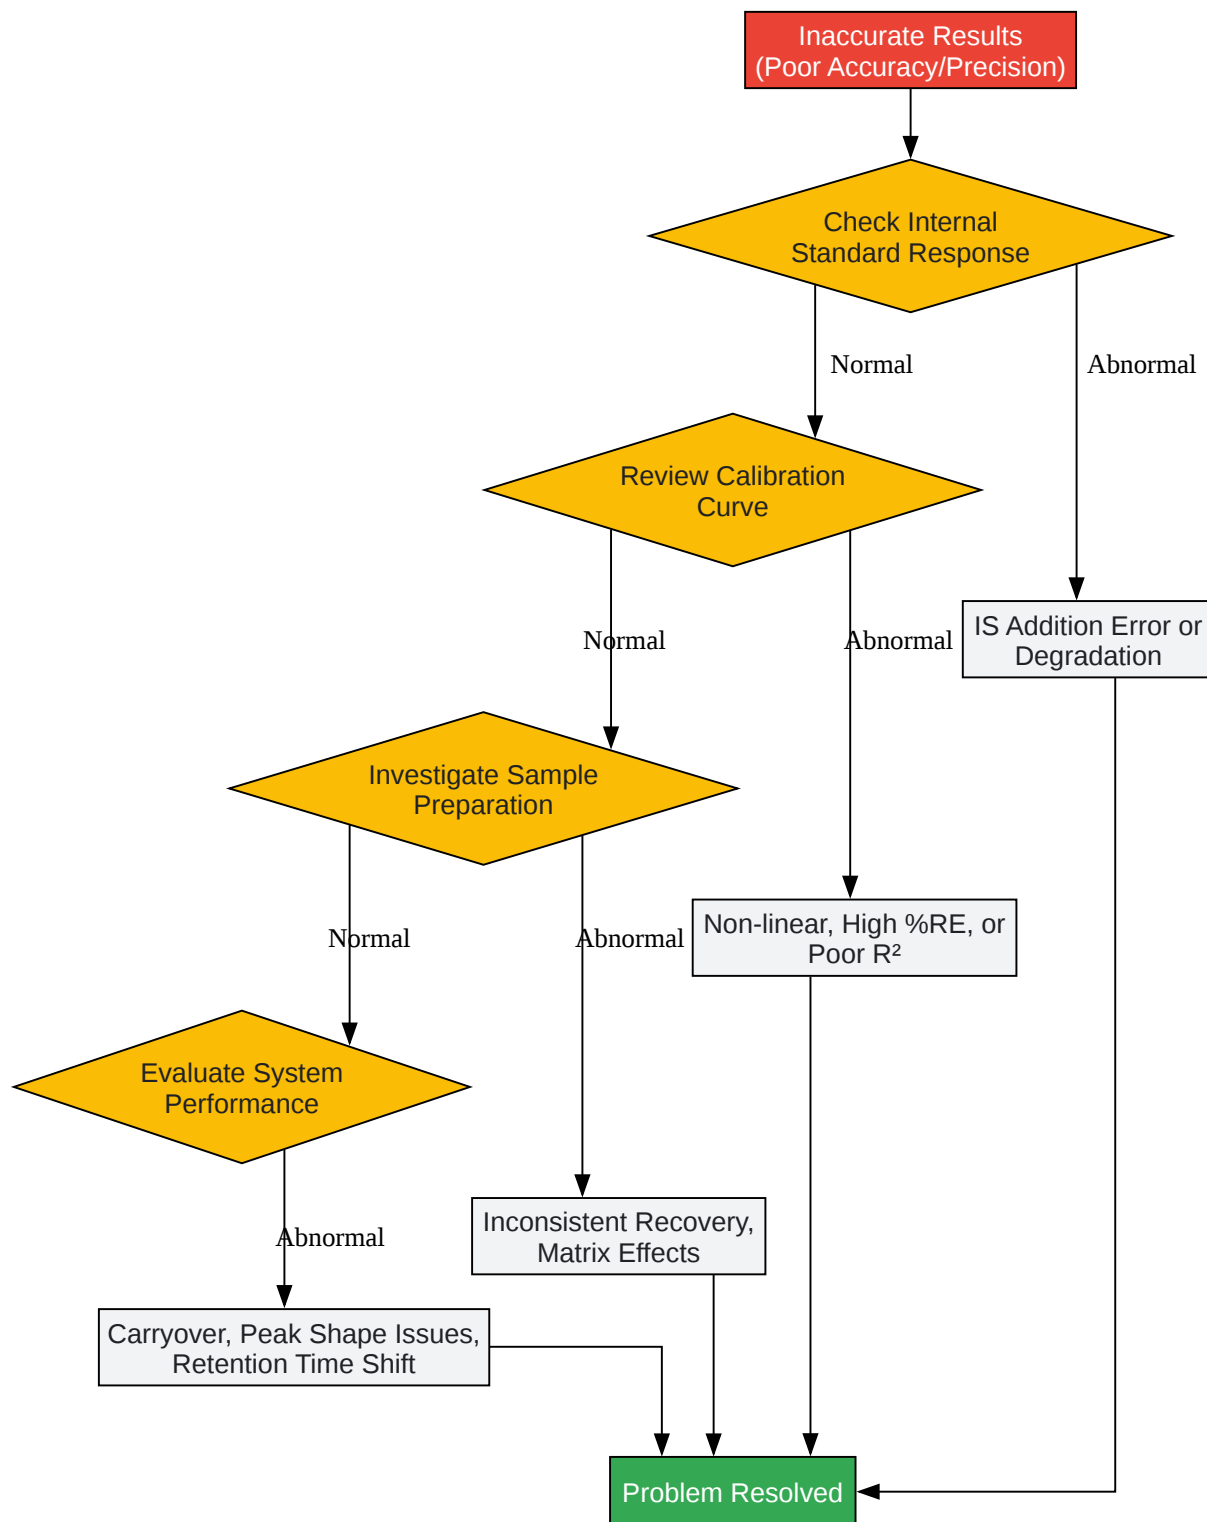 Inaccurate Results
(Poor Accuracy/Precision)
Check Internal
Standard Response
Normal
Abnormal
Review Calibration
Curve
Normal
Abnormal
IS Addition Error or
Degradation
Investigate Sample
Preparation
Normal
Abnormal
Non-linear, High %RE, or
Poor R²
Evaluate System
Performance
Abnormal
Inconsistent Recovery,
Matrix Effects
Carryover, Peak Shape Issues,
Retention Time Shift
Problem Resolved